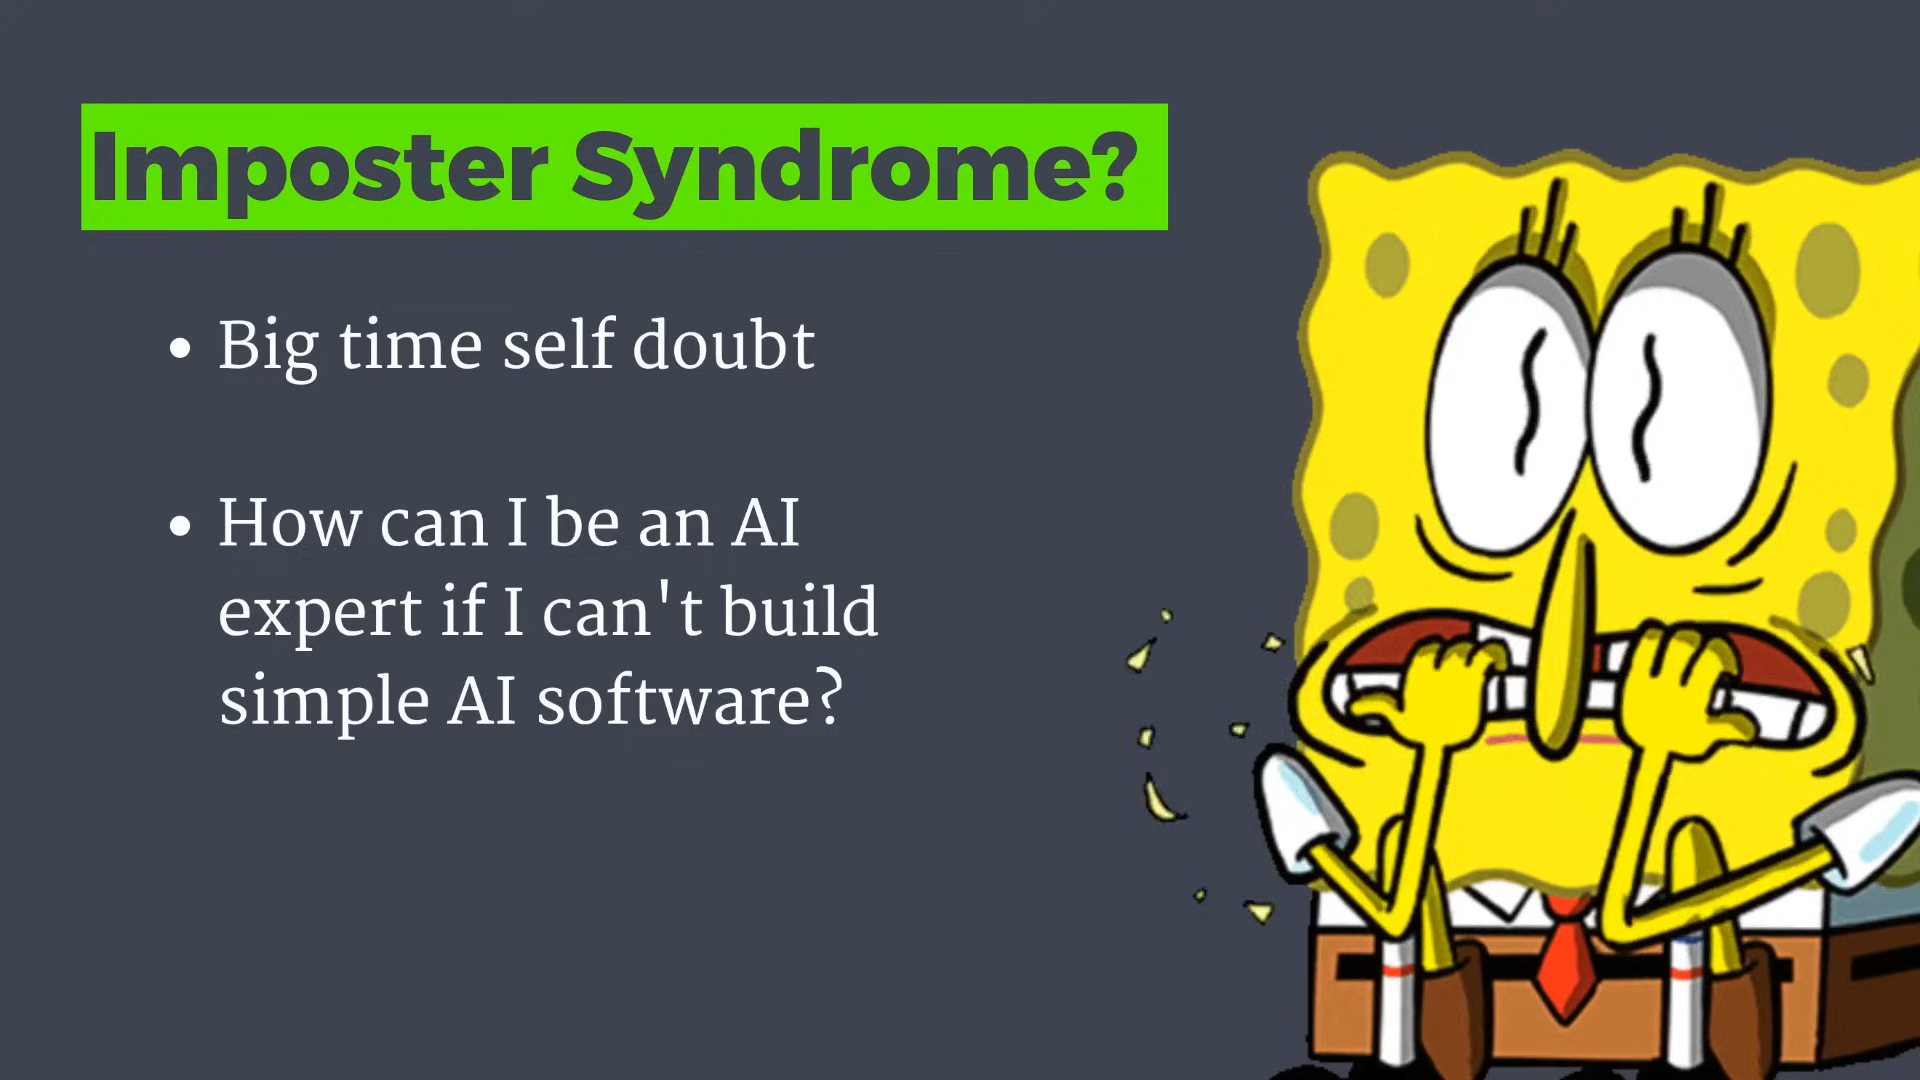 Imposter Syndrome?
• Big time self doubt
• How can I be an AI
expert if I can't build
simple AI software?